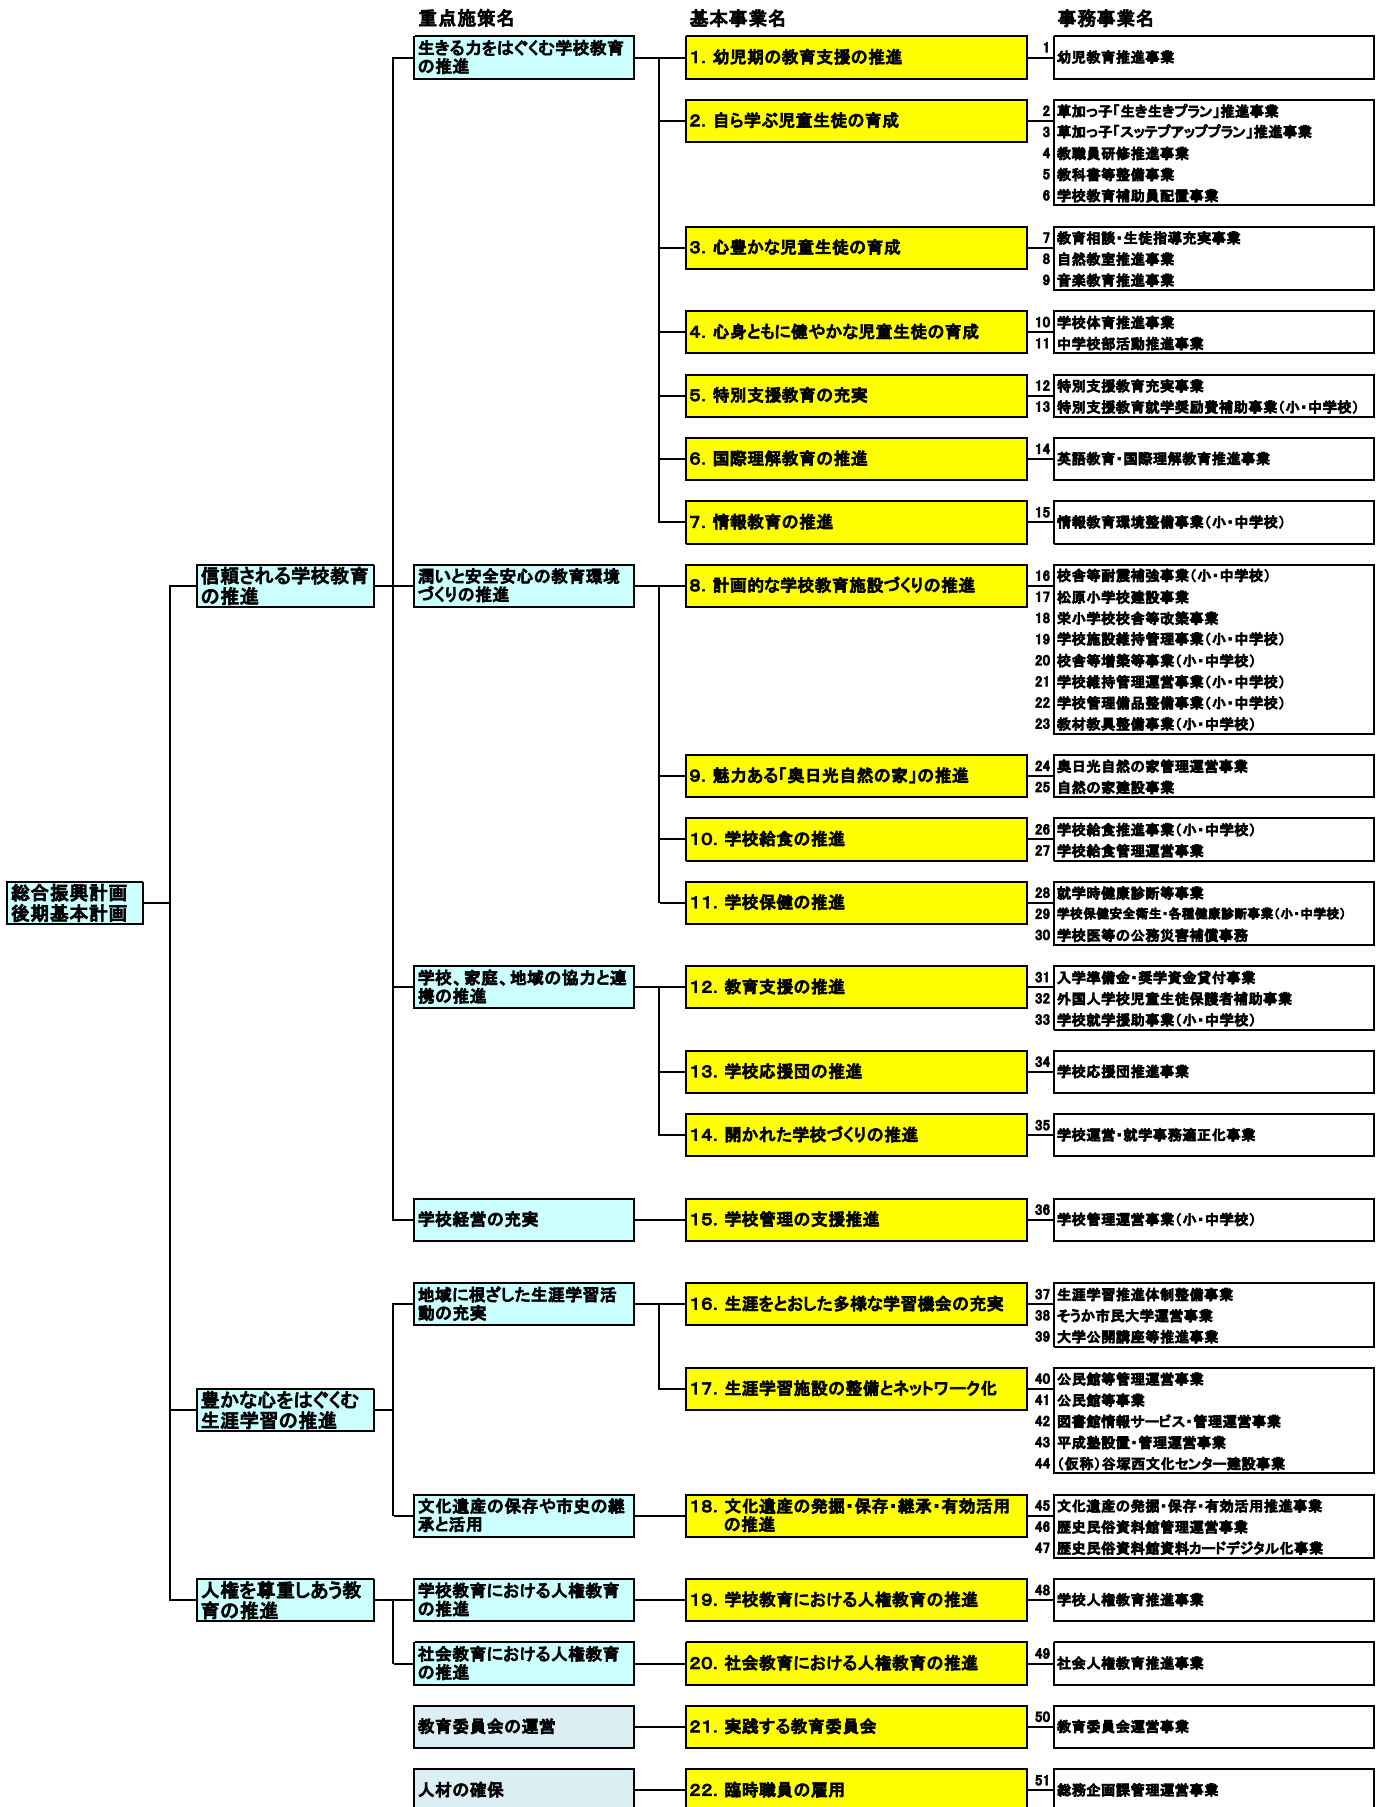 重点施策名 基本事業名 事務事業名
生きる力をはぐくむ学校教育
の推進
1. 幼児期の教育支援の推進
1 幼児教育推進事業
2. 自ら学ぶ児童生徒の育成
2 草加っ子「生き生きプラン」推進事業
3 草加っ子「スッテプアッププラン」推進事業
4 教職員研修推進事業
5 教科書等整備事業
6 学校教育補助員配置事業
3. 心豊かな児童生徒の育成
7 教育相談・生徒指導充実事業
8 自然教室推進事業
9 音楽教育推進事業
4. 心身ともに健やかな児童生徒の育成
10 学校体育推進事業
11 中学校部活動推進事業
5. 特別支援教育の充実
12 特別支援教育充実事業
13 特別支援教育就学奨励費補助事業(小・中学校)
6. 国際理解教育の推進
14 英語教育・国際理解教育推進事業
7. 情報教育の推進
15 情報教育環境整備事業(小・中学校)
信頼される学校教育
の推進
潤いと安全安心の教育環境
づくりの推進
8. 計画的な学校教育施設づくりの推進
16 校舎等耐震補強事業(小・中学校)
17 松原小学校建設事業
18 栄小学校校舎等改築事業
19 学校施設維持管理事業(小・中学校)
20 校舎等増築等事業(小・中学校)
21 学校維持管理運営事業(小・中学校)
22 学校管理備品整備事業(小・中学校)
23 教材教具整備事業(小・中学校)
9. 魅力ある「奥日光自然の家」の推進
24 奥日光自然の家管理運営事業
25 自然の家建設事業
10. 学校給食の推進
26 学校給食推進事業(小・中学校)
27 学校給食管理運営事業
総合振興計画
後期基本計画
11. 学校保健の推進
28 就学時健康診断等事業
29 学校保健安全衛生・各種健康診断事業(小・中学校)
30 学校医等の公務災害補償事務
学校、家庭、地域の協力と連
携の推進
12. 教育支援の推進
31 入学準備金・奨学資金貸付事業
32 外国人学校児童生徒保護者補助事業
33 学校就学援助事業(小・中学校)
13. 学校応援団の推進
34 学校応援団推進事業
14. 開かれた学校づくりの推進
35 学校運営・就学事務適正化事業
学校経営の充実
15. 学校管理の支援推進
36 学校管理運営事業(小・中学校)
地域に根ざした生涯学習活
動の充実
16. 生涯をとおした多様な学習機会の充実
37 生涯学習推進体制整備事業
38 そうか市民大学運営事業
39 大学公開講座等推進事業
豊かな心をはぐくむ
生涯学習の推進
17. 生涯学習施設の整備とネットワーク化
40 公民館等管理運営事業
41 公民館等事業
42 図書館情報サービス・管理運営事業
43 平成塾設置・管理運営事業
44 (仮称)谷塚西文化センター建設事業
文化遺産の保存や市史の継
承と活用
18. 文化遺産の発掘・保存・継承・有効活用
の推進
45 文化遺産の発掘・保存・有効活用推進事業
46 歴史民俗資料館管理運営事業
47 歴史民俗資料館資料カードデジタル化事業
人権を尊重しあう教
育の推進
学校教育における人権教育
の推進
19. 学校教育における人権教育の推進
48 学校人権教育推進事業
社会教育における人権教育
の推進
20. 社会教育における人権教育の推進
49 社会人権教育推進事業
教育委員会の運営
21. 実践する教育委員会
50 教育委員会運営事業
人材の確保
22. 臨時職員の雇用
51 総務企画課管理運営事業